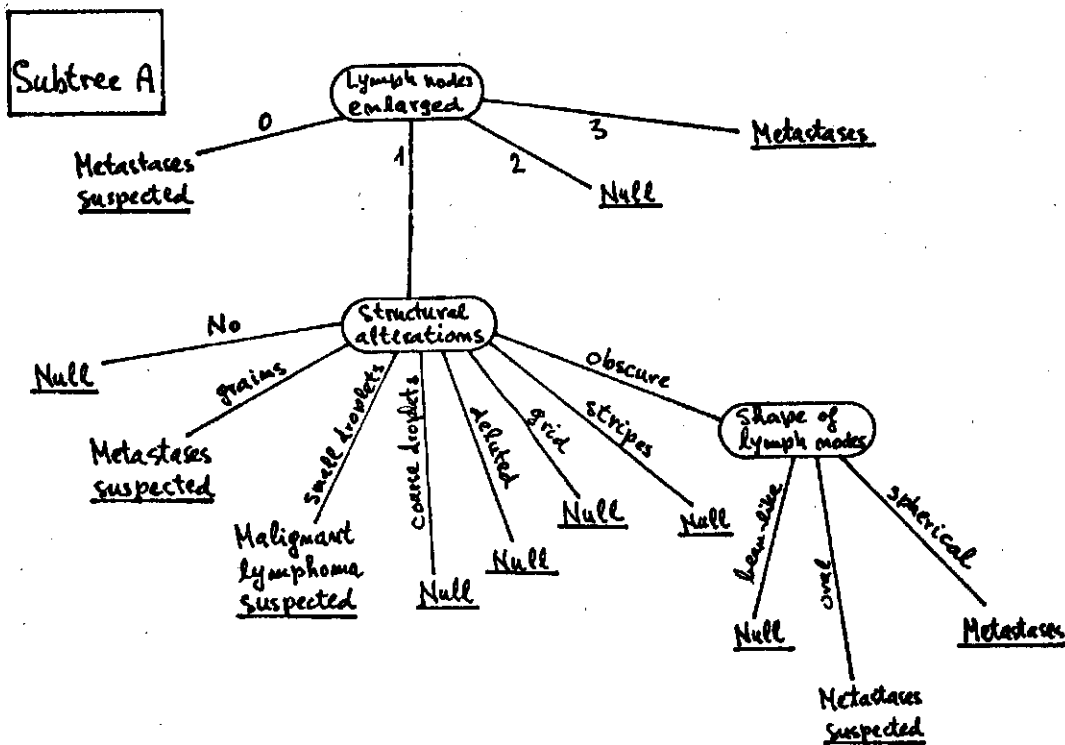 Subtree A
Lymph nodes
enlarged
0
1
2
3
Metastases
suspected
Null
Metastases
Structural
alterations
No
grains
small droplets
coarse droplets
deluted
grid
stripes
obscure
Null
Metastases
suspected
Malignant
lymphoma
suspected
Null
Null
Null
Null
Shape of
lymph nodes
bean-like
oval
spherical
Null
Metastases
suspected
Metastases